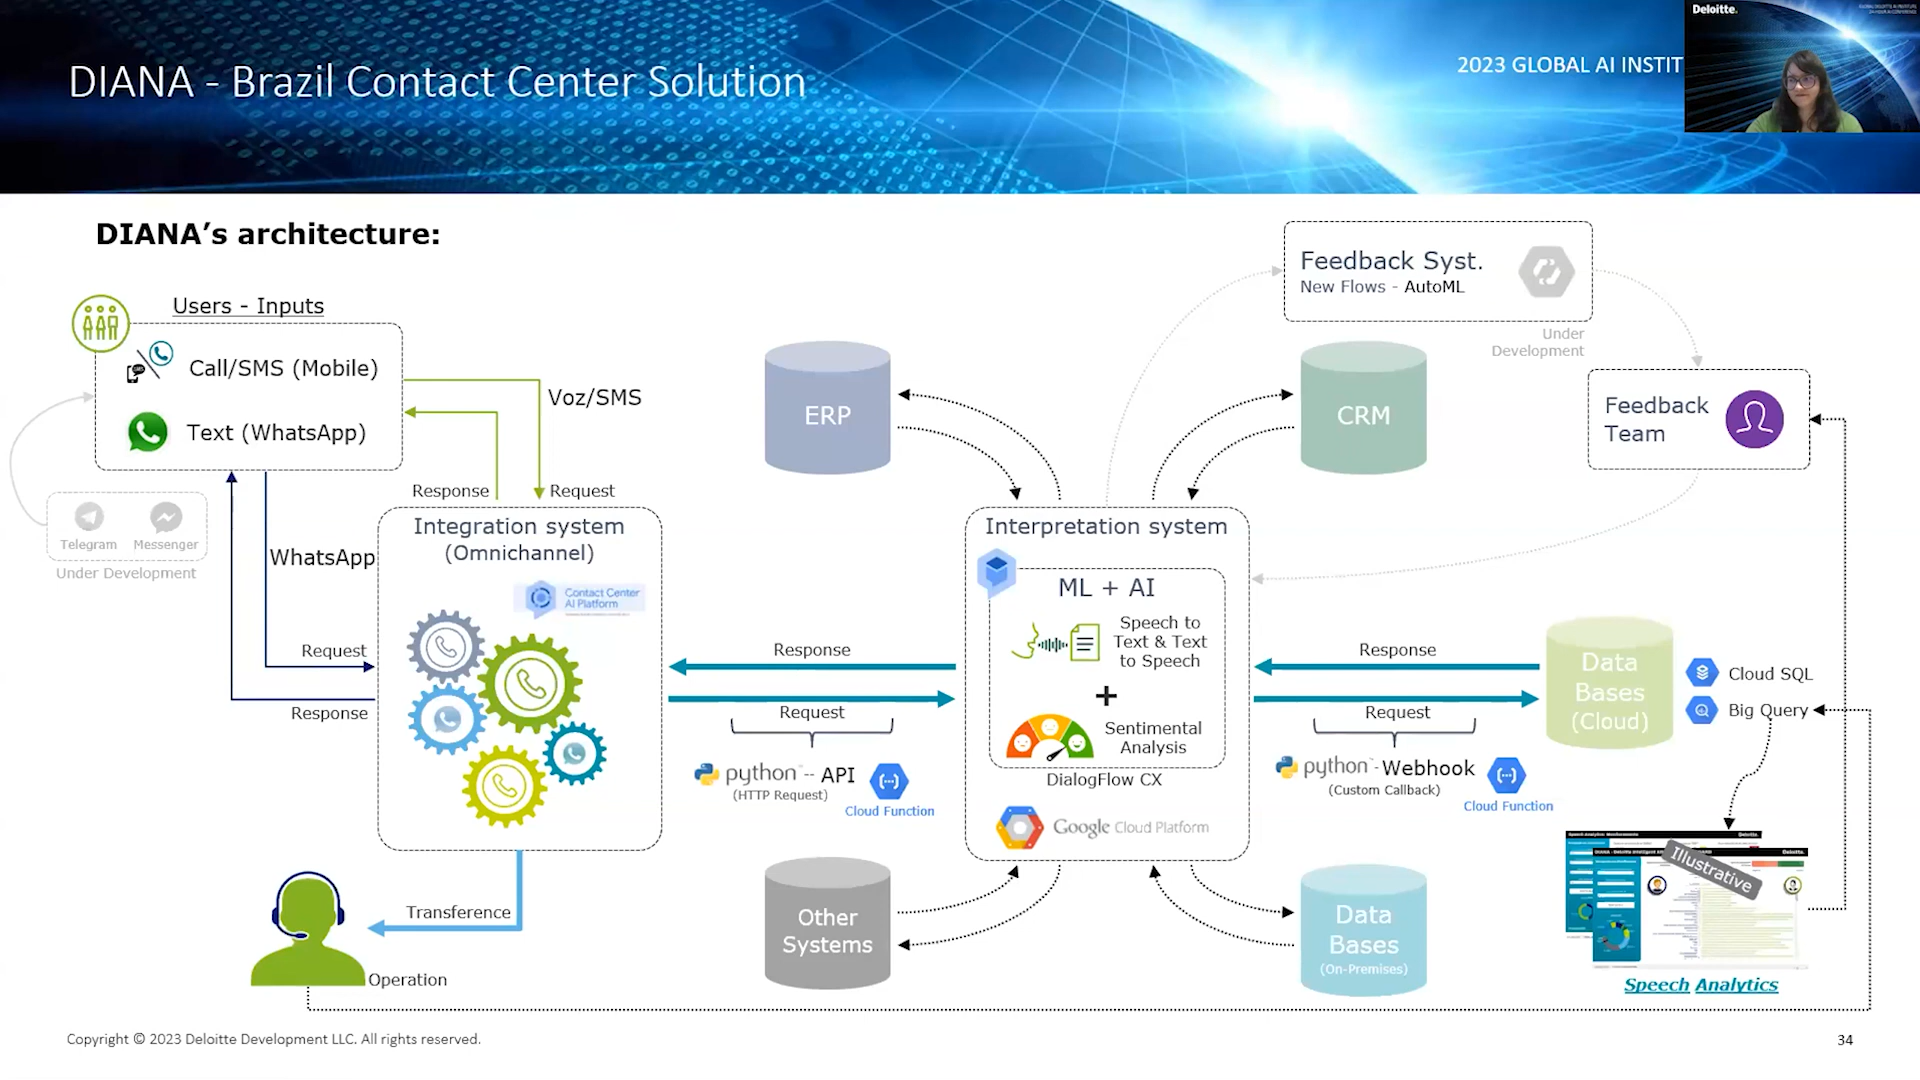 DIANA - Brazil Contact Center Solution
2023 GLOBAL AI INSTIT
Deloitte.
DIANA’s architecture:
Users - Inputs
Call/SMS (Mobile)
Text (WhatsApp)
Telegram
Messenger
Under Development
Voz/SMS
Response
Request
WhatsApp
Request
Response
Integration system
(Omnichannel)
Contact Center
AI Platform
Transference
Operation
ERP
CRM
Feedback Syst.
New Flows - AutoML
Under
Development
Feedback
Team
Interpretation system
ML + AI
Speech to
Text & Text
to Speech
+
Sentimental
Analysis
DialogFlow CX
Google Cloud Platform
Response
Request
python™-- API
(HTTP Request)
Cloud Function
Response
Request
python™-Webhook
(Custom Callback)
Cloud Function
Data
Bases
(Cloud)
Cloud SQL
Big Query
Other
Systems
Data
Bases
(On-Premises)
Illustrative
Speech Analytics
Copyright © 2023 Deloitte Development LLC. All rights reserved.
34